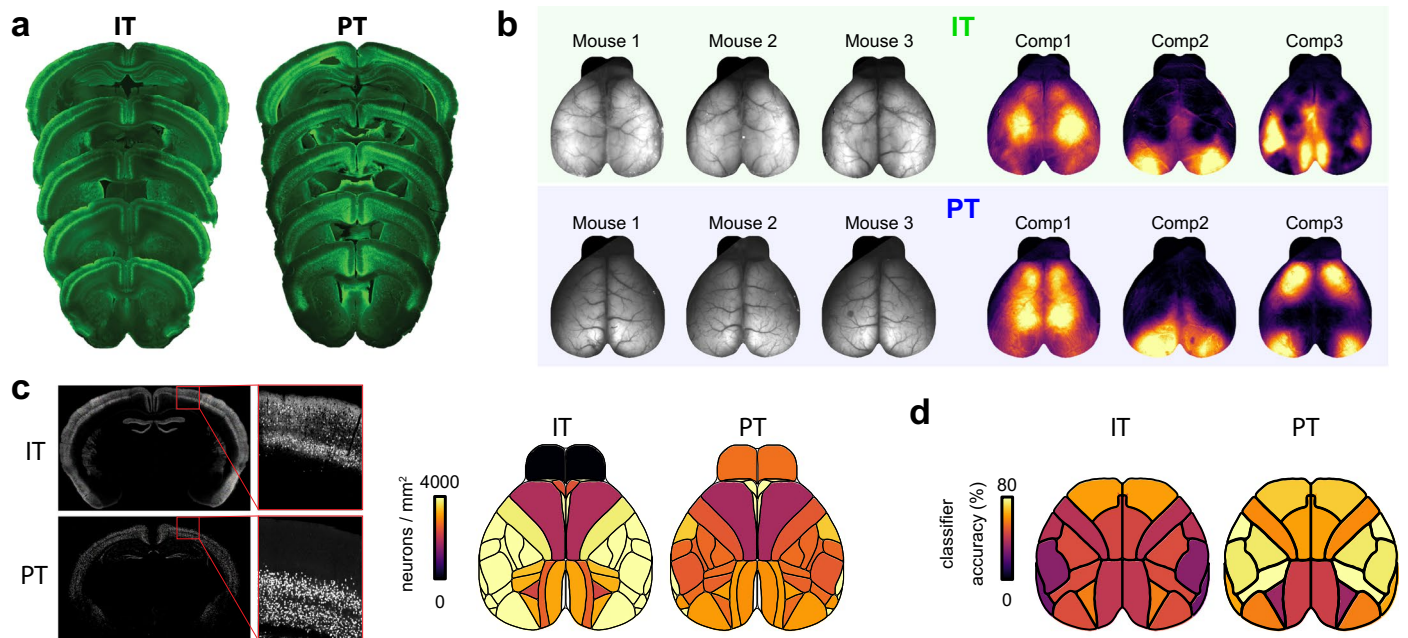 a
IT
PT
b
IT
Mouse 1
Mouse 2
Mouse 3
Comp1
Comp2
Comp3
PT
Mouse 1
Mouse 2
Mouse 3
Comp1
Comp2
Comp3
c
IT
PT
IT
PT
neurons / mm²
4000
0
d
IT
PT
classifier
accuracy (%)
80
0